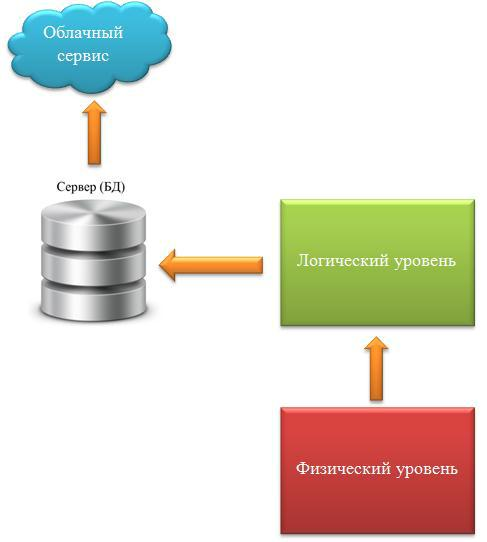 Облачный
сервис
Сервер (БД)
Логический уровень
Физический уровень